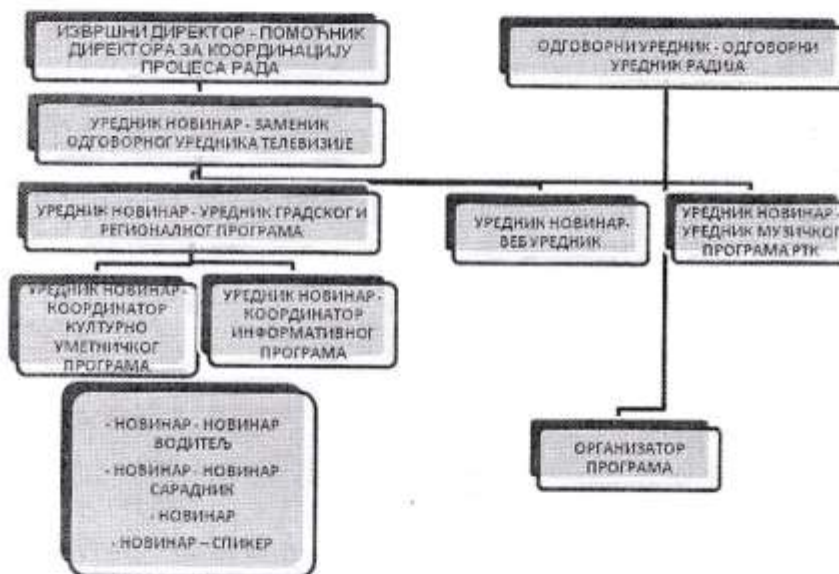 ИЗВРШНИ ДИРЕКТОР - ПОМОЋНИК
ДИРЕКТОРА ЗА КООРДИНАЦИЈУ
ПРОЦЕСА РАДА
ОДГОВОРНИ УРЕДНИК - ОДГОВОРНИ
УРЕДНИК РАДИЈА
УРЕДНИК НОВИНАР - ЗАМЕНИК
ОДГОВОРНОГ УРЕДНИКА ТЕЛЕВИЗИЈЕ
УРЕДНИК НОВИНАР - УРЕДНИК ГРАДСКОГ И
РЕГИОНАЛНОГ ПРОГРАМА
УРЕДНИК НОВИНАР-
ВЕБ УРЕДНИК
УРЕДНИК НОВИНАР -
УРЕДНИК МУЗИЧКОГ
ПРОГРАМА РТК
УРЕДНИК НОВИНАР -
КООРДИНАТОР
КУЛТУРНО
УМЕТНИЧКОГ
ПРОГРАМА
УРЕДНИК НОВИНАР -
КООРДИНАТОР
ИНФОРМАТИВНОГ
ПРОГРАМА
- НОВИНАР - НОВИНАР
ВОДИТЕЉ
- НОВИНАР - НОВИНАР
САРАДНИК
- НОВИНАР
- НОВИНАР – СПИКЕР
ОРГАНИЗАТОР
ПРОГРАМА